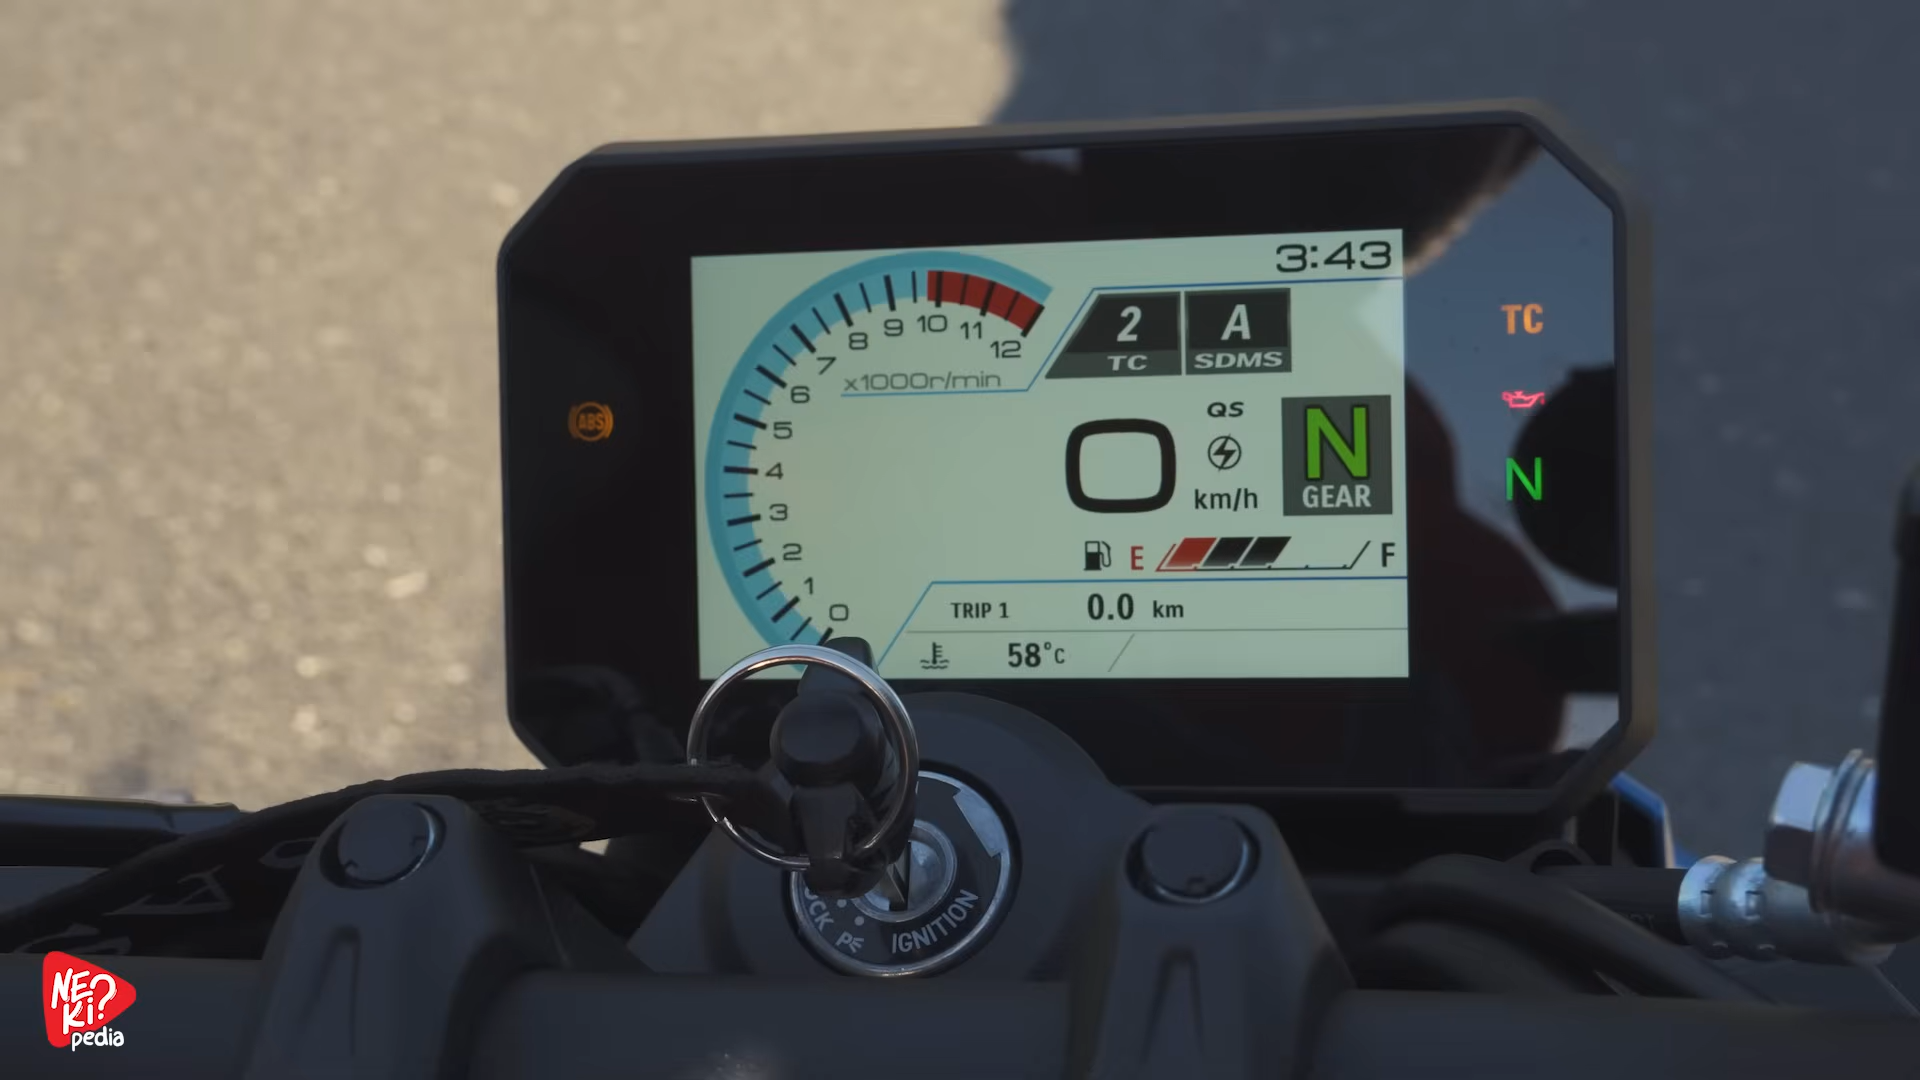 3:43
2
TC
A
SDMS
TC
9 10 11
8 12
7
x1000r/min
6
QS
ABS
5
N
4
0
N
km/h
GEAR
3
E F
2
1
0
TRIP 1 0.0 km
58°C
IGNITION
NE
Ki?
pedia